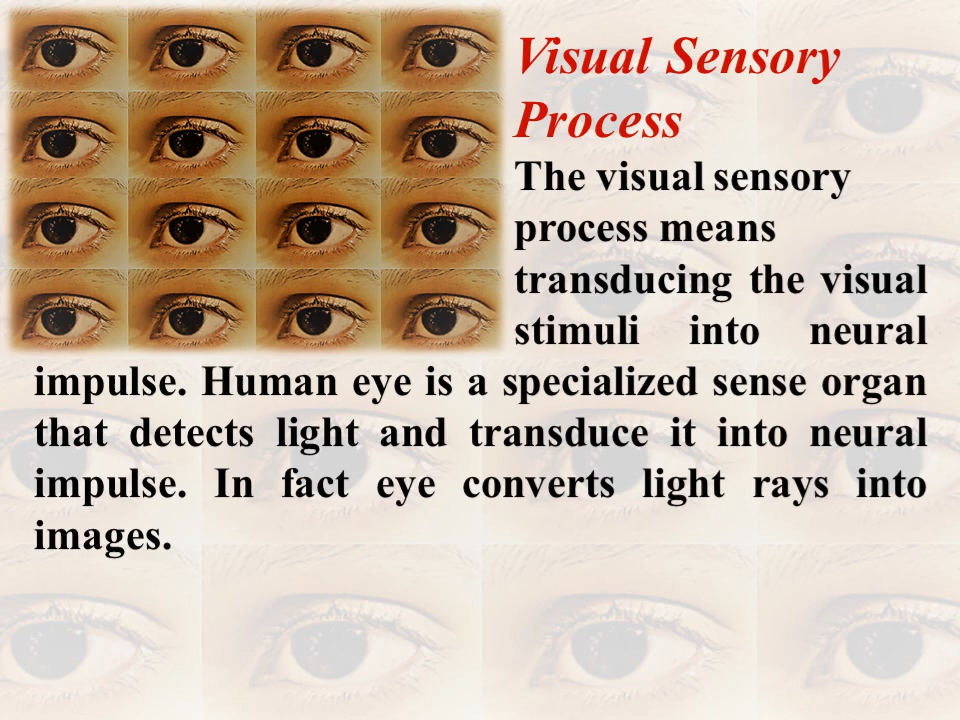 Visual Sensory
Process
The visual sensory
process means
transducing the visual
stimuli into neural
impulse. Human eye is a specialized sense organ
that detects light and transduce it into neural
impulse. In fact eye converts light rays into
images.